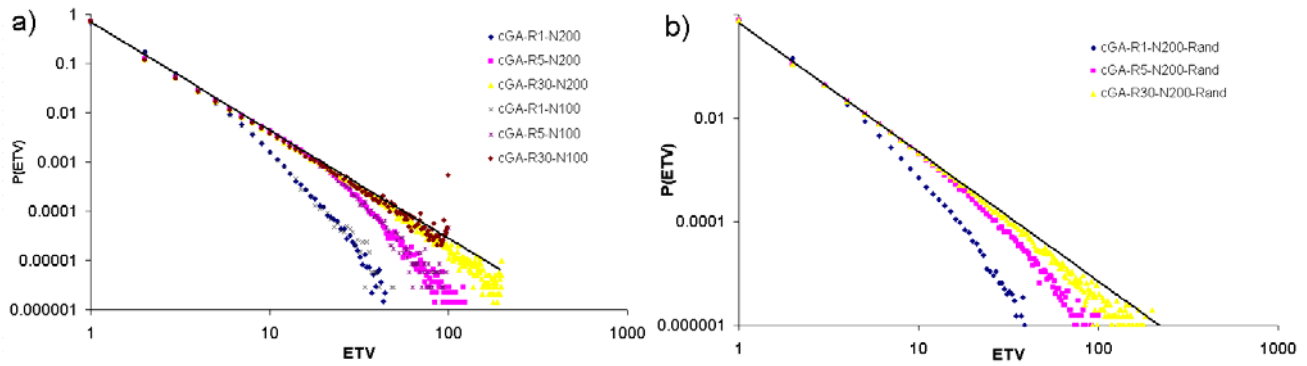 a)
1
0.1
0.01
0.001
0.0001
0.00001
0.000001
P(ETV)
1
10
100
1000
ETV
cGA-R1-N200
cGA-R5-N200
cGA-R30-N200
cGA-R1-N100
cGA-R5-N100
cGA-R30-N100
b)
0.01
0.0001
0.000001
P(ETV)
1
10
100
1000
ETV
cGA-R1-N200-Rand
cGA-R5-N200-Rand
cGA-R30-N200-Rand